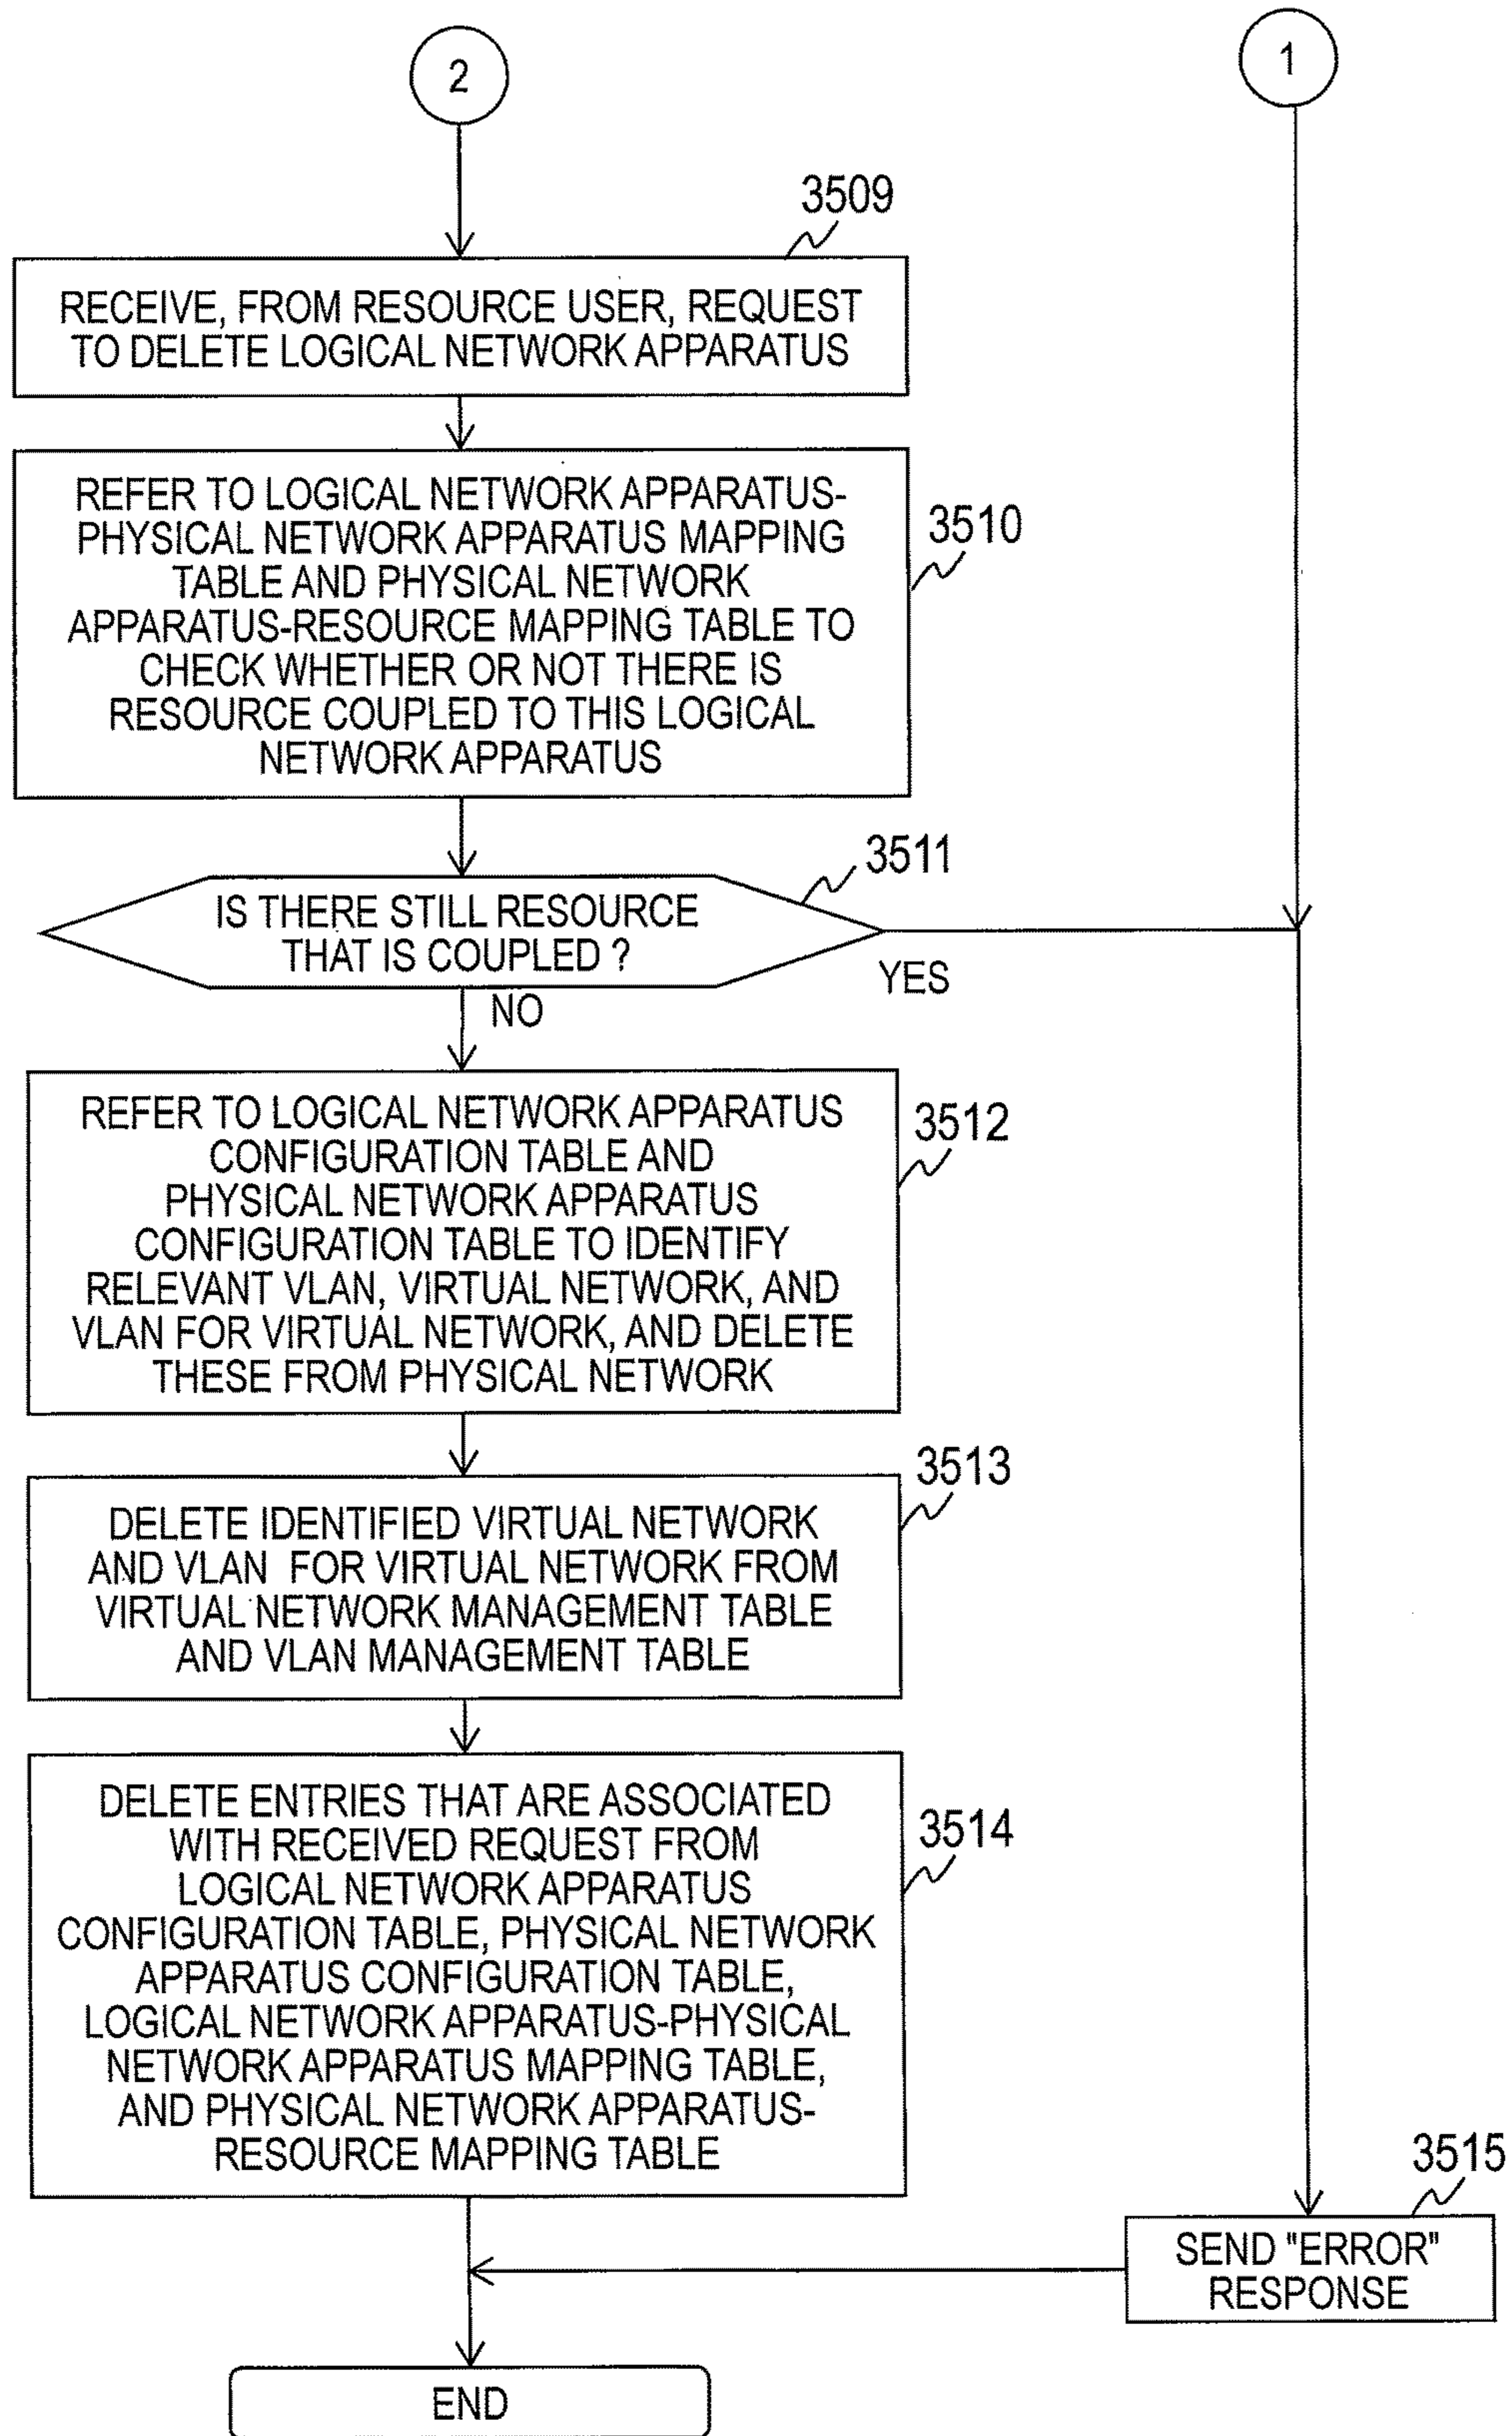 2
1
3509
RECEIVE, FROM RESOURCE USER, REQUEST
TO DELETE LOGICAL NETWORK APPARATUS
REFER TO LOGICAL NETWORK APPARATUS-
PHYSICAL NETWORK APPARATUS MAPPING
TABLE AND PHYSICAL NETWORK
APPARATUS-RESOURCE MAPPING TABLE TO
CHECK WHETHER OR NOT THERE IS
RESOURCE COUPLED TO THIS LOGICAL
NETWORK APPARATUS
3510
3511
IS THERE STILL RESOURCE
THAT IS COUPLED ?
YES
NO
REFER TO LOGICAL NETWORK APPARATUS
CONFIGURATION TABLE AND
PHYSICAL NETWORK APPARATUS
CONFIGURATION TABLE TO IDENTIFY
RELEVANT VLAN, VIRTUAL NETWORK, AND
VLAN FOR VIRTUAL NETWORK, AND DELETE
THESE FROM PHYSICAL NETWORK
3512
3513
DELETE IDENTIFIED VIRTUAL NETWORK
AND VLAN FOR VIRTUAL NETWORK FROM
VIRTUAL NETWORK MANAGEMENT TABLE
AND VLAN MANAGEMENT TABLE
DELETE ENTRIES THAT ARE ASSOCIATED
WITH RECEIVED REQUEST FROM
LOGICAL NETWORK APPARATUS
CONFIGURATION TABLE, PHYSICAL NETWORK
APPARATUS CONFIGURATION TABLE,
LOGICAL NETWORK APPARATUS-PHYSICAL
NETWORK APPARATUS MAPPING TABLE,
AND PHYSICAL NETWORK APPARATUS-
RESOURCE MAPPING TABLE
3514
3515
SEND "ERROR"
RESPONSE
END